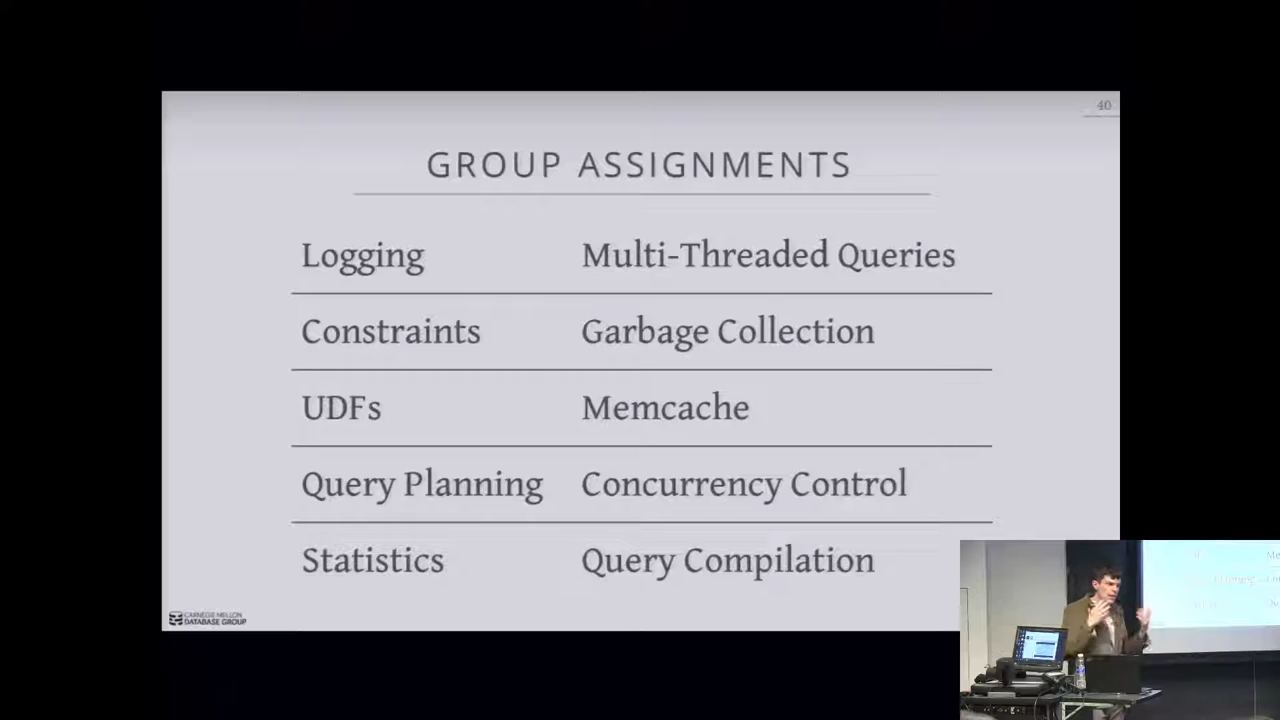 40
GROUP ASSIGNMENTS
Logging Multi-Threaded Queries
Constraints Garbage Collection
UDFs Memcache
Query Planning Concurrency Control
Statistics Query Compilation
CARNEGIE MELLON
DATABASE GROUP